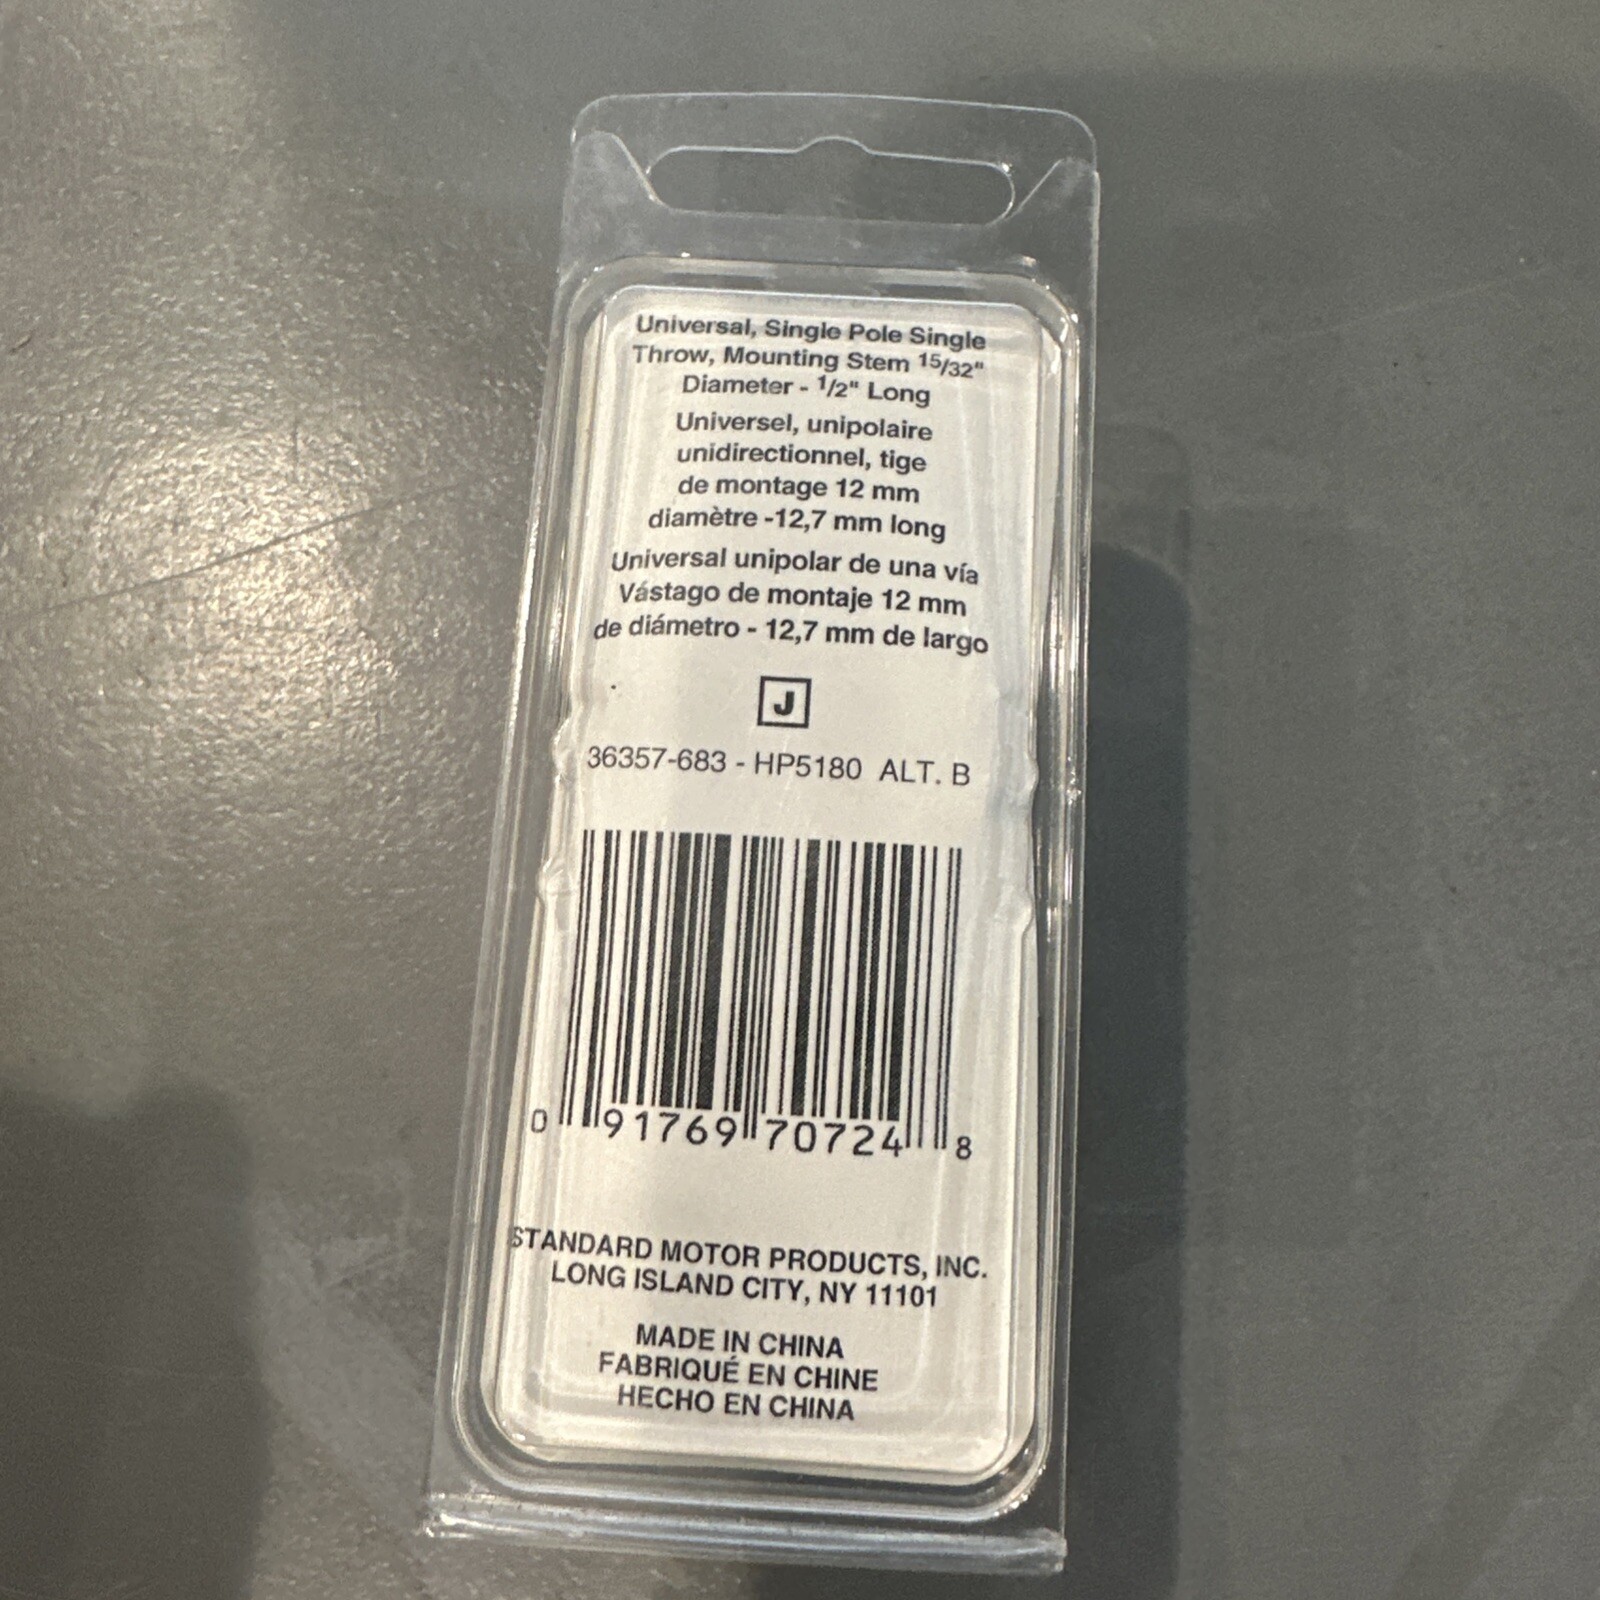 Universal, Single Pole Single
Throw, Mounting Stem 15/32"
Diameter - 1/2" Long
Universel, unipolaire
unidirectionnel, tige
de montage 12 mm
diamètre -12,7 mm long
Universal unipolar de una vía
Vástago de montaje 12 mm
de diámetro - 12,7 mm de largo
J
36357-683 - HP5180 ALT. B
0 91769 70724 8
STANDARD MOTOR PRODUCTS, INC.
LONG ISLAND CITY, NY 11101
MADE IN CHINA
FABRIQUÉ EN CHINE
HECHO EN CHINA